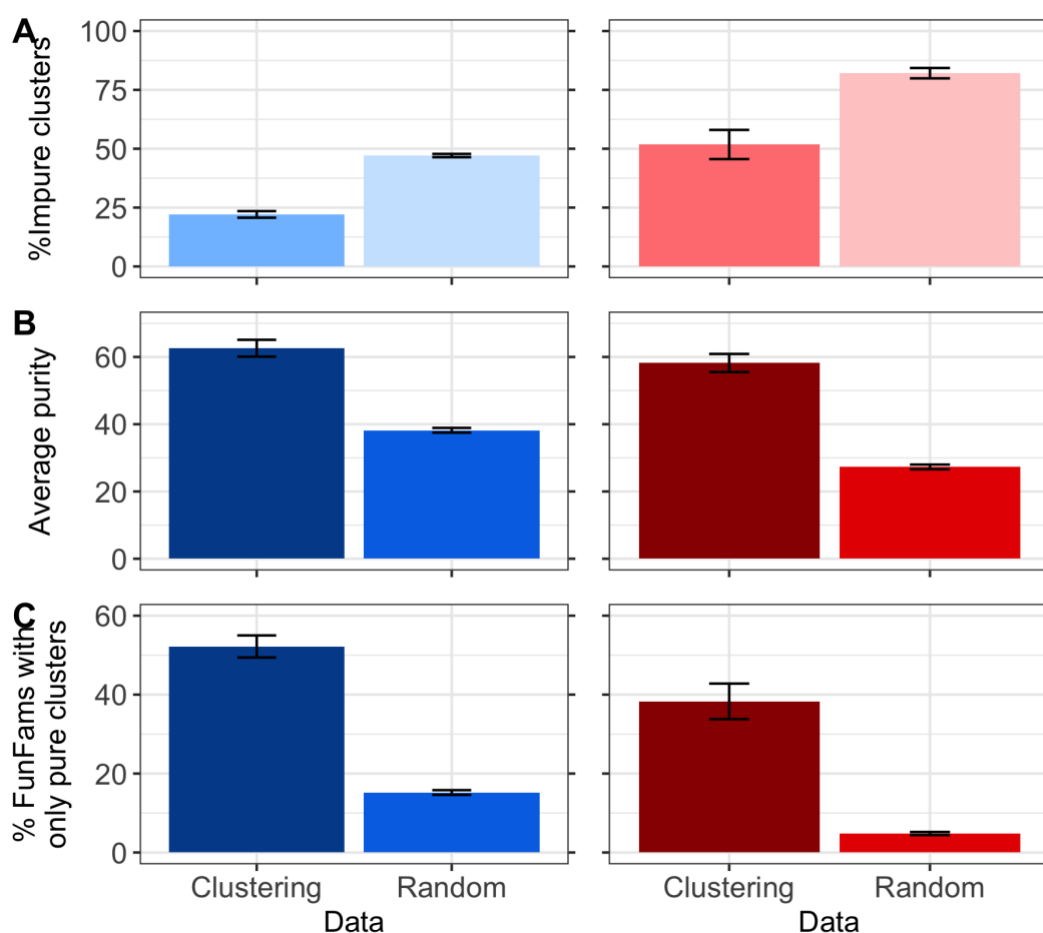 A
%Impure clusters
100
75
50
25
0
B
Average purity
60
40
20
0
C
% FunFams with
only pure clusters
60
40
20
0
Clustering Random Clustering Random
Data Data